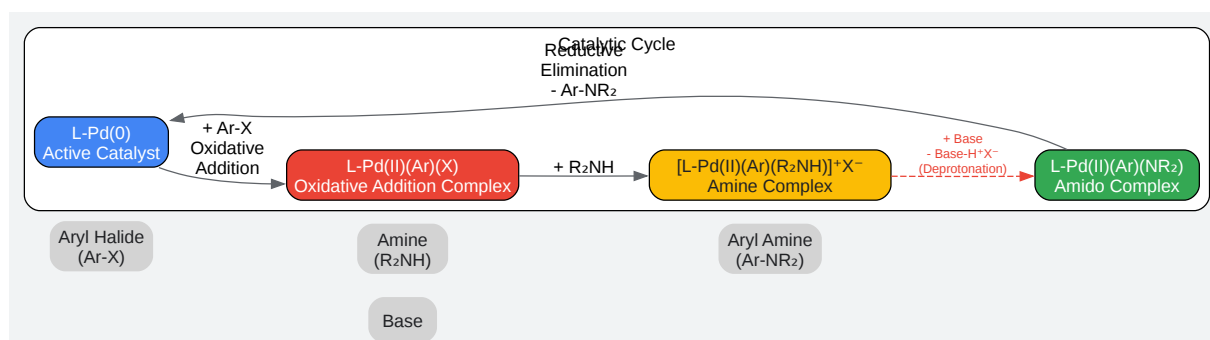 Catalytic Cycle
Reductive
Elimination
- Ar-NR₂
L-Pd(0)
Active Catalyst
+ Ar-X
Oxidative
Addition
L-Pd(II)(Ar)(X)
Oxidative Addition Complex
+ R₂NH
[L-Pd(II)(Ar)(R₂NH)]⁺X⁻
Amine Complex
+ Base
- Base-H⁺X⁻
(Deprotonation)
L-Pd(II)(Ar)(NR₂)
Amido Complex
Aryl Halide
(Ar-X)
Amine
(R₂NH)
Aryl Amine
(Ar-NR₂)
Base